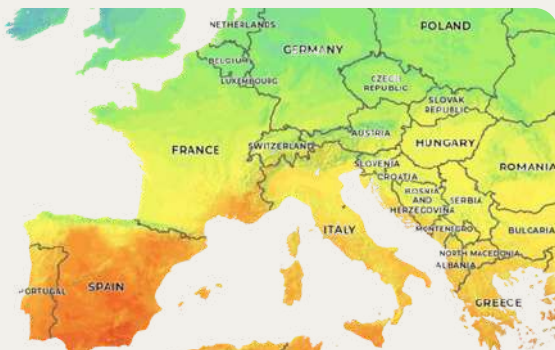 NETHERLANDS
POLAND
GERMANY
BELGIUM
LUXEMBOURG
CZECH
REPUBLIC
SLOVAK
REPUBLIC
AUSTRIA
FRANCE
SWITZERLAND
HUNGARY
SLOVENIA
CROATIA
ROMANIA
BOSNIA
AND
HERZEGOVINA
SERBIA
ITALY
MONTENEGRO
BULGARIA
NORTH MACEDONIA
ALBANIA
PORTUGAL
SPAIN
GREECE